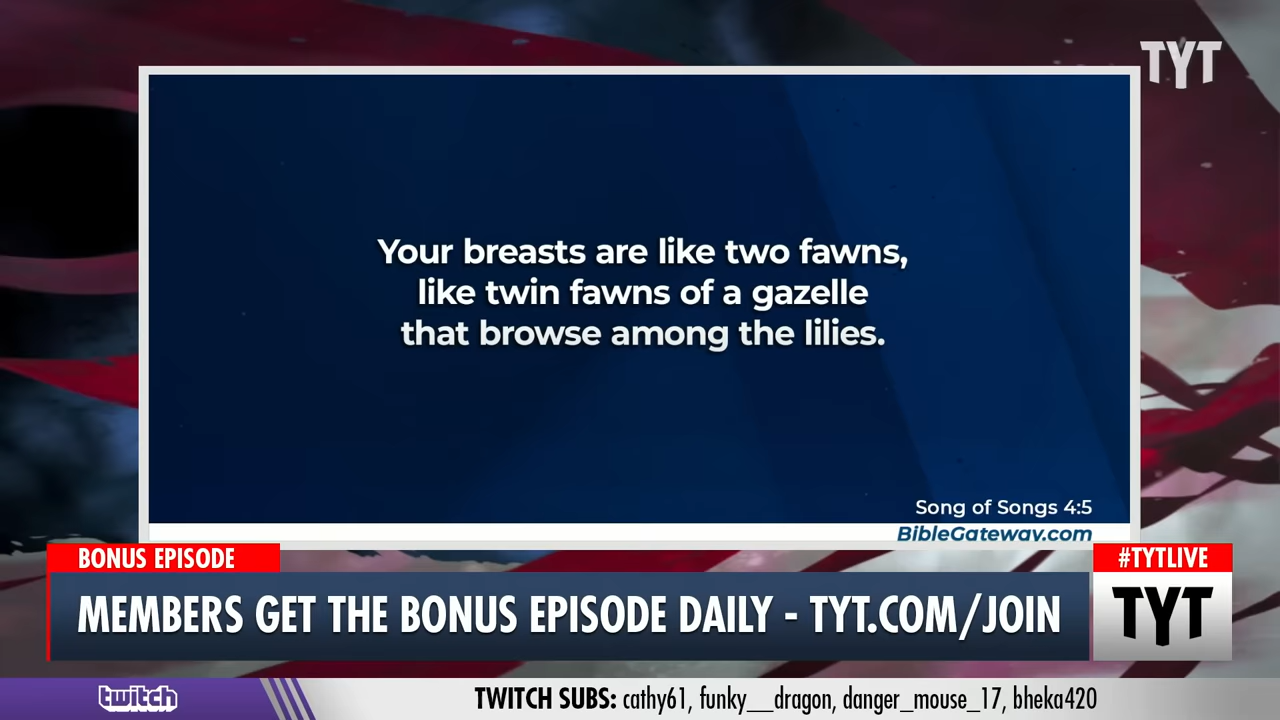 TYT
Your breasts are like two fawns,
like twin fawns of a gazelle
that browse among the lilies.
Song of Songs 4:5
BibleGateway.com
BONUS EPISODE
#TYTLIVE
MEMBERS GET THE BONUS EPISODE DAILY - TYT.COM/JOIN
TYT
twitch
TWITCH SUBS: cathy61, funky__dragon, danger_mouse_17, bheka420